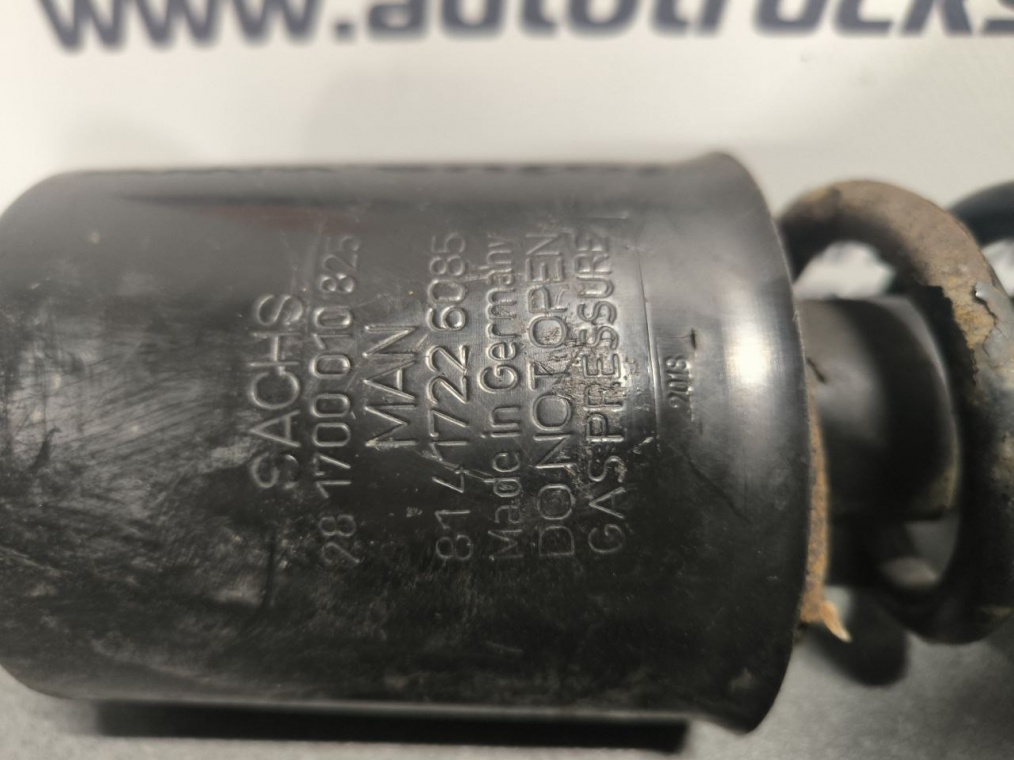 www.autotrucks
SACHS
28 1700 010 825
MAN
81 41722 6085
Made in Germany
DO NOT OPEN
GAS PRESSURE
2018